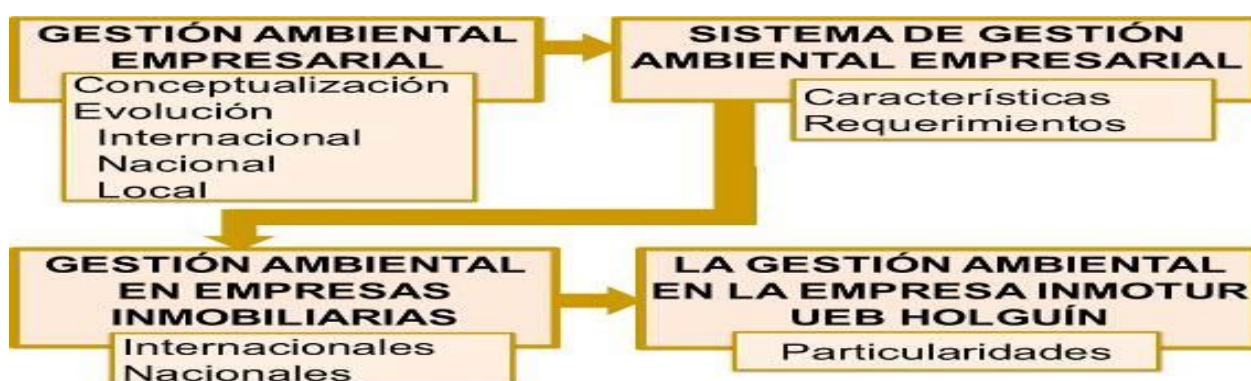 GESTIÓN AMBIENTAL
EMPRESARIAL
Conceptualización
Evolución
Internacional
Nacional
Local
SISTEMA DE GESTIÓN
AMBIENTAL EMPRESARIAL
Características
Requerimientos
GESTIÓN AMBIENTAL
EN EMPRESAS
INMOBILIARIAS
Internacionales
Nacionales
LA GESTIÓN AMBIENTAL
EN LA EMPRESA INMOTUR
UEB HOLGUÍN
Particularidades